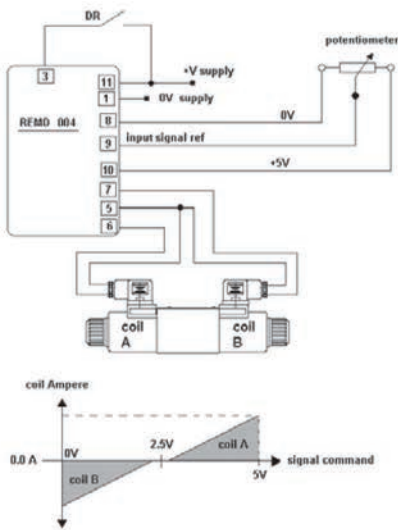 DR
potentiometer
3
11
+V supply
1
0V supply
REMD 004
8
0V
9
input signal ref
10
+5V
7
5
6
coil A
coil B
coil Ampere
2.5V
0V
coil A
0.0 A
signal command
coil B
5V